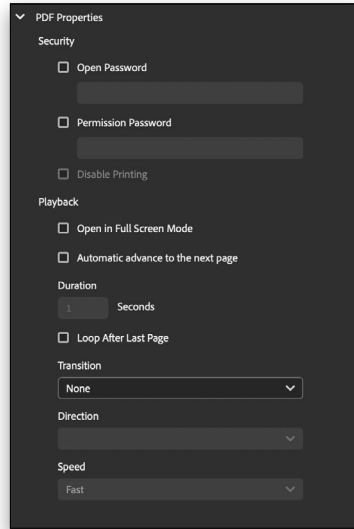 PDF Properties
Security
Open Password
Permission Password
Disable Printing
Playback
Open in Full Screen Mode
Automatic advance to the next page
Duration
1 Seconds
Loop After Last Page
Transition
None
Direction
Speed
Fast